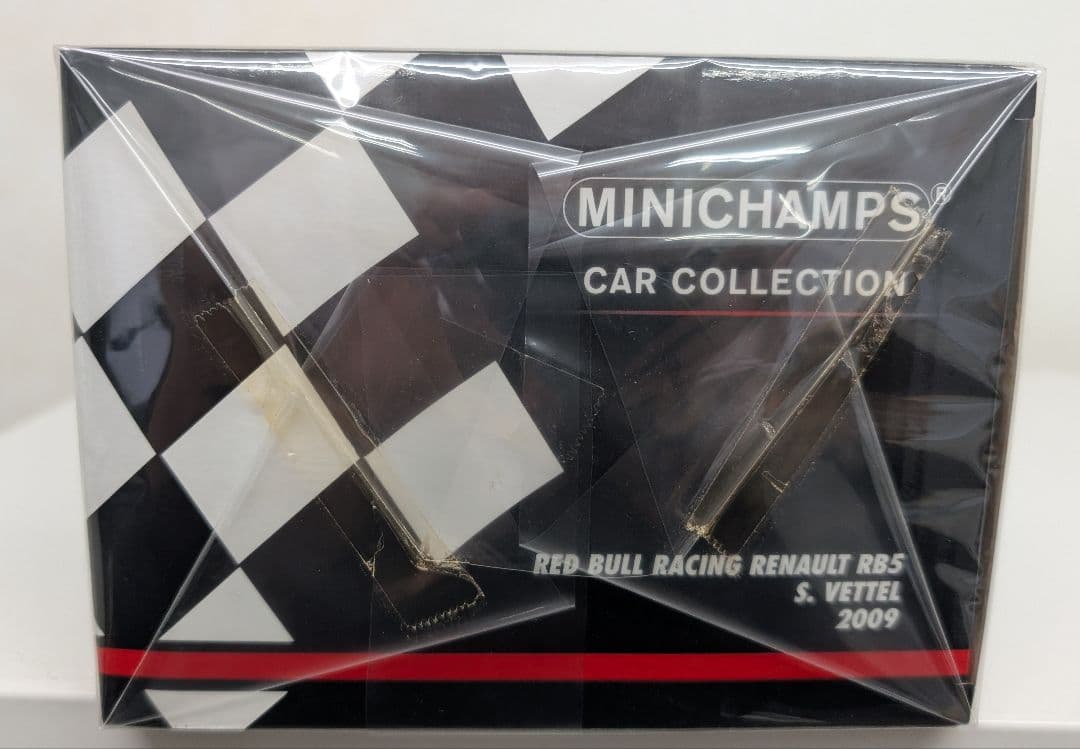 MINICHAMPS®
CAR COLLECTION
RED BULL RACING RENAULT RB5
S. VETTEL
2009